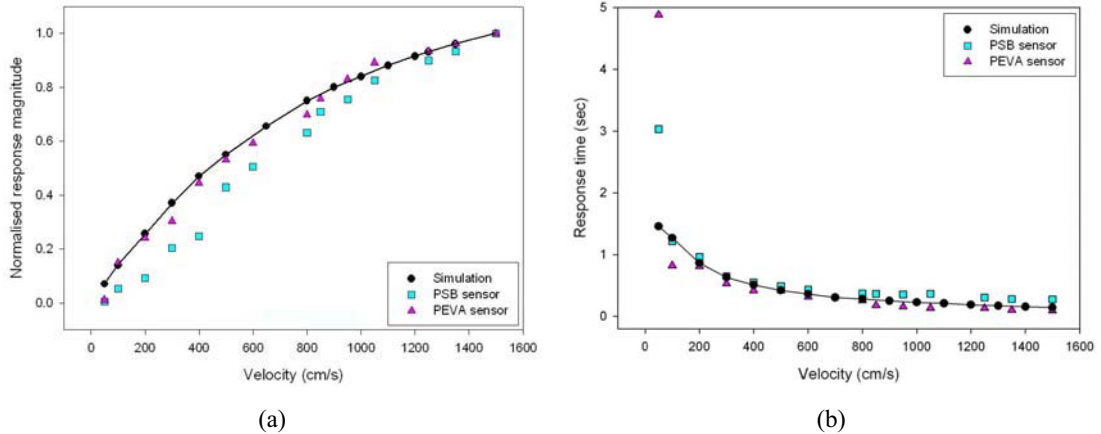 1.0
0.8
0.6
0.4
0.2
0.0
Normalised response magnitude
Simulation
PSB sensor
PEVA sensor
0 200 400 600 800 1000 1200 1400 1600
Velocity (cm/s)
(a)
5
4
3
2
1
0
Response time (sec)
Simulation
PSB sensor
PEVA sensor
0 200 400 600 800 1000 1200 1400 1600
Velocity (cm/s)
(b)